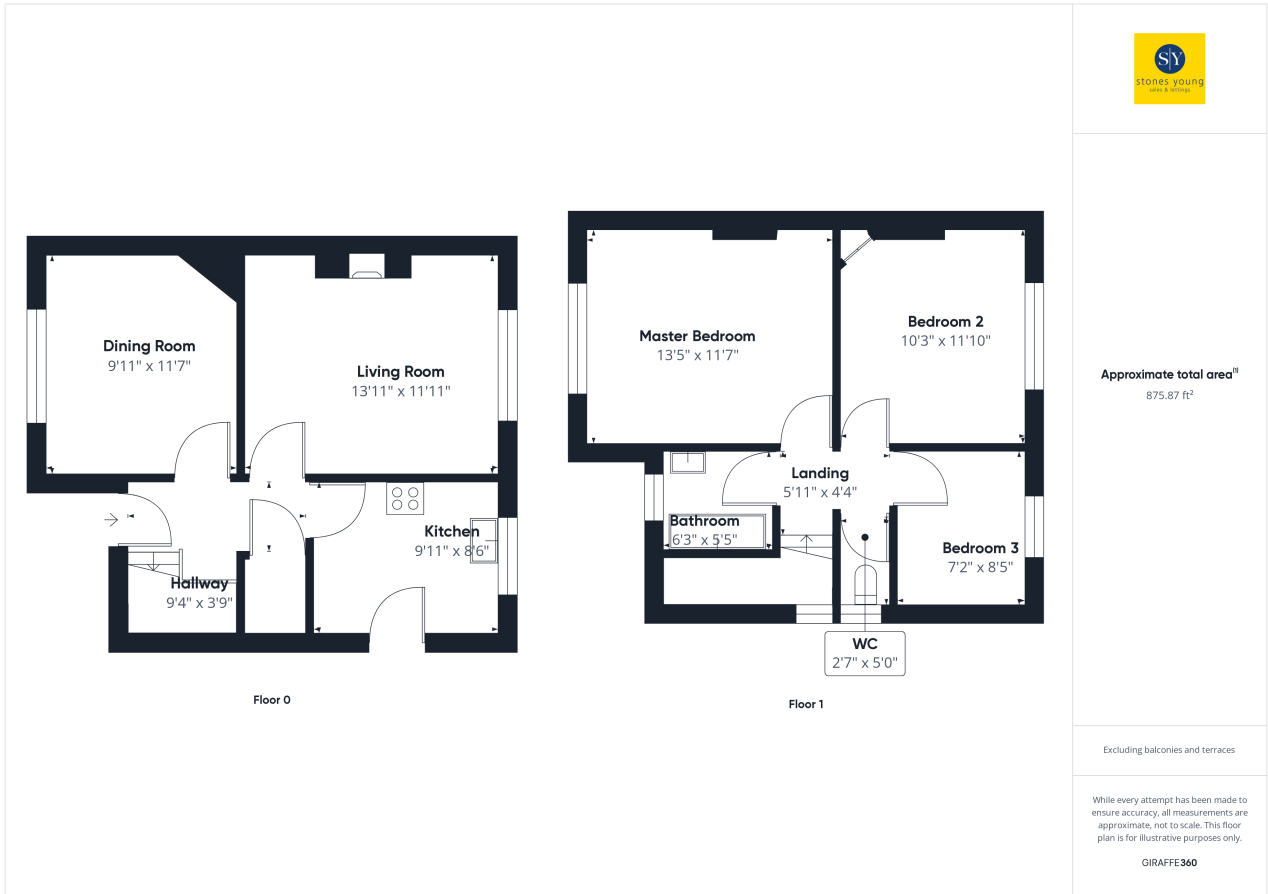 Dining Room
9'11" x 11'7"
Living Room
13'11" x 11'11"
Kitchen
9'11" x 8'6"
Hallway
9'4" x 3'9"
Floor 0
Master Bedroom
13'5" x 11'7"
Bedroom 2
10'3" x 11'10"
Landing
5'11" x 4'4"
Bathroom
6'3" x 5'5"
Bedroom 3
7'2" x 8'5"
WC
2'7" x 5'0"
Floor 1
S|Y
stones young
sales & lettings
Approximate total area⁽¹⁾
875.87 ft²
Excluding balconies and terraces
While every attempt has been made to
ensure accuracy, all measurements are
approximate, not to scale. This floor
plan is for illustrative purposes only.
GIRAFFE360